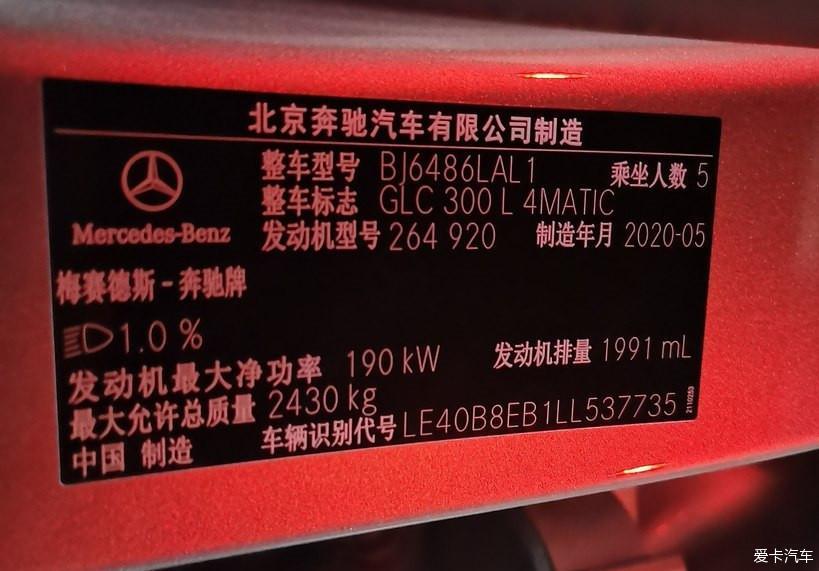 北京奔驰汽车有限公司制造
整车型号 BJ6486LAL1 乘坐人数 5
整车标志 GLC 300 L 4MATIC
Mercedes-Benz
发动机型号 264 920 制造年月 2020-05
梅赛德斯－奔驰牌
1.0 %
发动机最大净功率 190 kW 发动机排量 1991 mL
最大允许总质量 2430 kg
中国 制造 车辆识别代号 LE40B8EB1LL537735
2110253
爱卡汽车